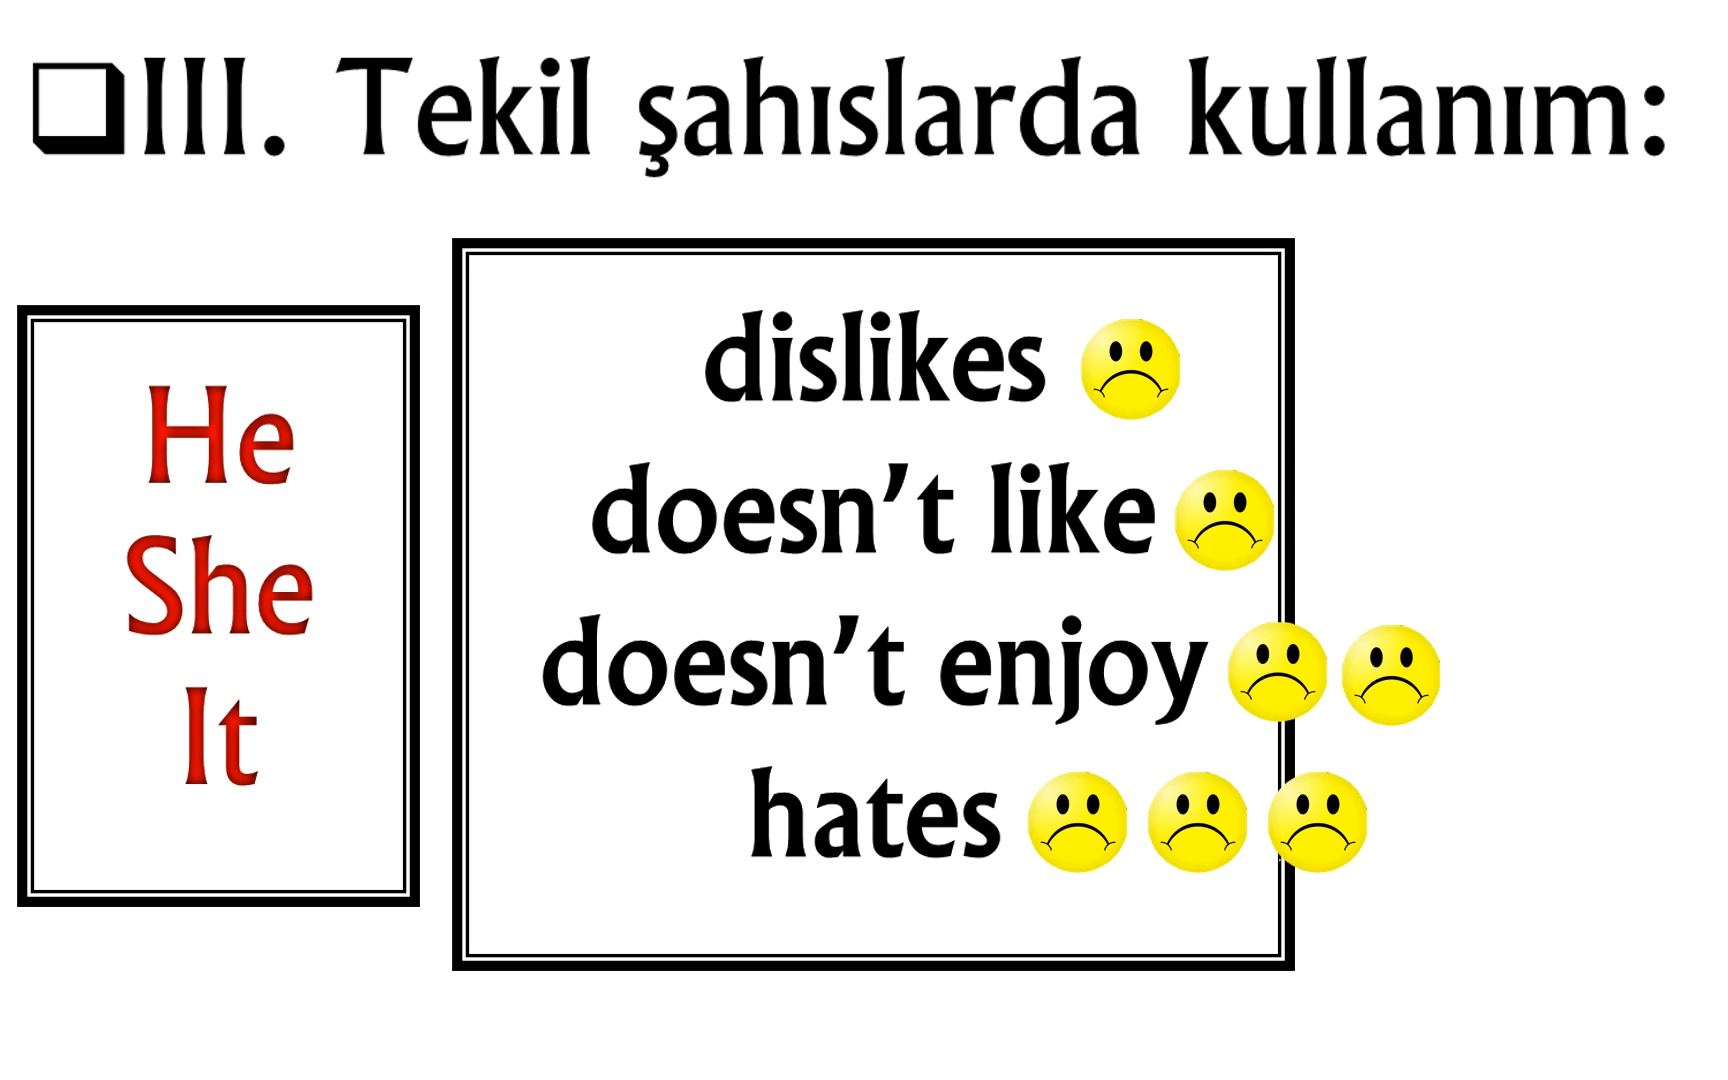 III. Tekil şahıslarda kullanım:
He
She
It
dislikes
doesn’t like
doesn’t enjoy
hates